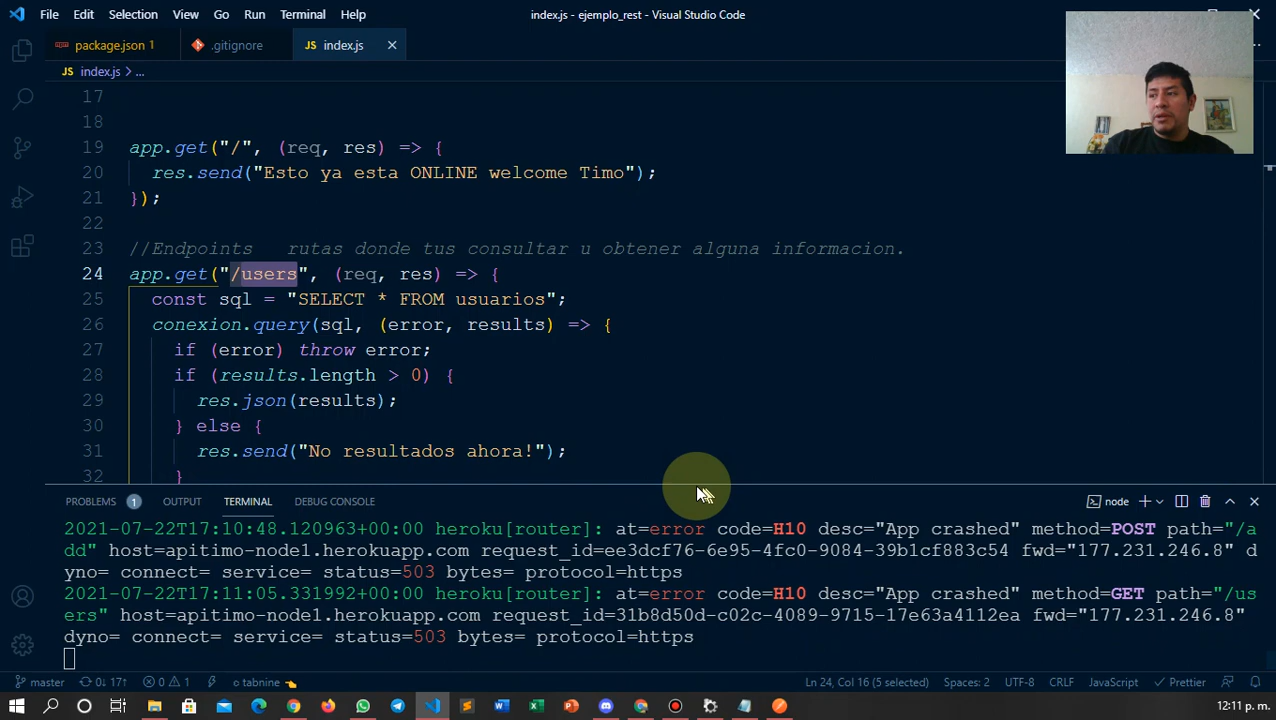 File Edit Selection View Go Run Terminal Help
index.js - ejemplo_rest - Visual Studio Code
package.json 1
.gitignore
JS index.js
JS index.js > ...
17
18
19 app.get("/", (req, res) => {
20 res.send("Esto ya esta ONLINE welcome Timo");
21 });
22
23 //Endpoints rutas donde tus consultar u obtener alguna informacion.
24 app.get("/users", (req, res) => {
25 const sql = "SELECT * FROM usuarios";
26 conexion.query(sql, (error, results) => {
27 if (error) throw error;
28 if (results.length > 0) {
29 res.json(results);
30 } else {
31 res.send("No resultados ahora!");
32 }
PROBLEMS 1 OUTPUT TERMINAL DEBUG CONSOLE
node
2021-07-22T17:10:48.120963+00:00 heroku[router]: at=error code=H10 desc="App crashed" method=POST path="/a
dd" host=apitimo-node1.herokuapp.com request_id=ee3dcf76-6e95-4fc0-9084-39b1cf883c54 fwd="177.231.246.8" d
yno= connect= service= status=503 bytes= protocol=https
2021-07-22T17:11:05.331992+00:00 heroku[router]: at=error code=H10 desc="App crashed" method=GET path="/us
ers" host=apitimo-node1.herokuapp.com request_id=31b8d50d-c02c-4089-9715-17e63a4112ea fwd="177.231.246.8"
dyno= connect= service= status=503 bytes= protocol=https
master 0↓ 17↑ 0 1 tabnine Ln 24, Col 16 (5 selected) Spaces: 2 UTF-8 CRLF JavaScript Prettier
12:11 p. m.